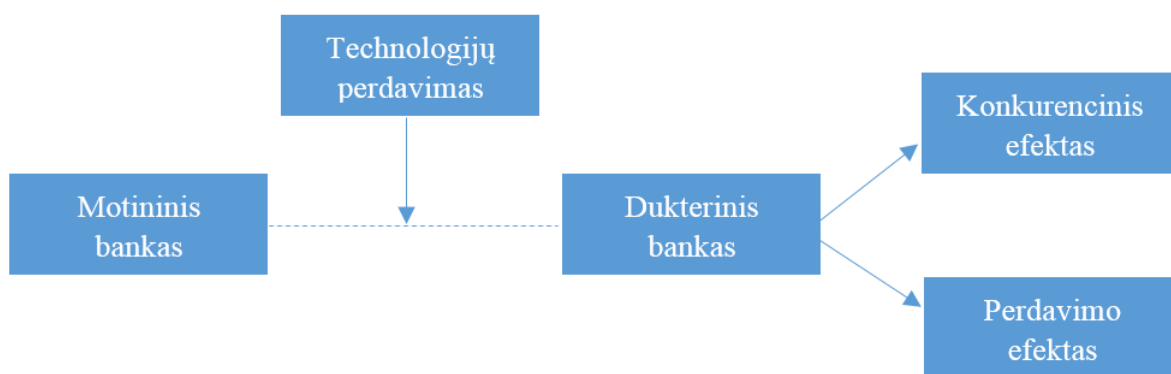 Technologijų
perdavimas
Konkurencinis
efektas
Motininis
bankas
Dukterinis
bankas
Perdavimo
efektas